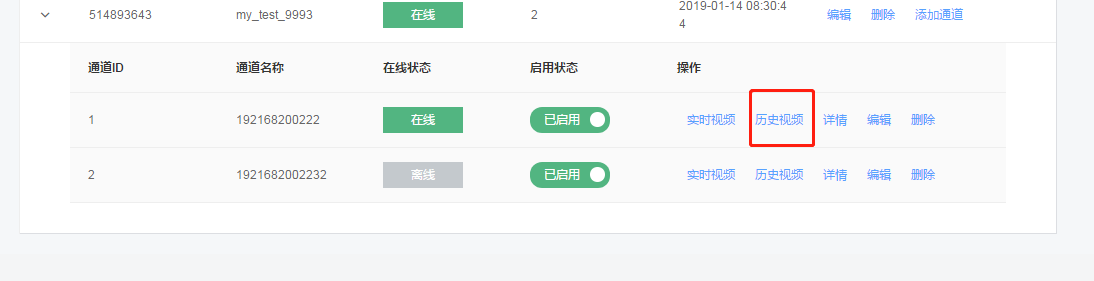 514893643 my_test_9993 在线 2 2019-01-14 08:30:4
4 编辑 删除 添加通道
通道ID 通道名称 在线状态 启用状态 操作
1 192168200222 在线 已启用 实时视频 历史视频 详情 编辑 删除
2 1921682002232 离线 已启用 实时视频 历史视频 详情 编辑 删除